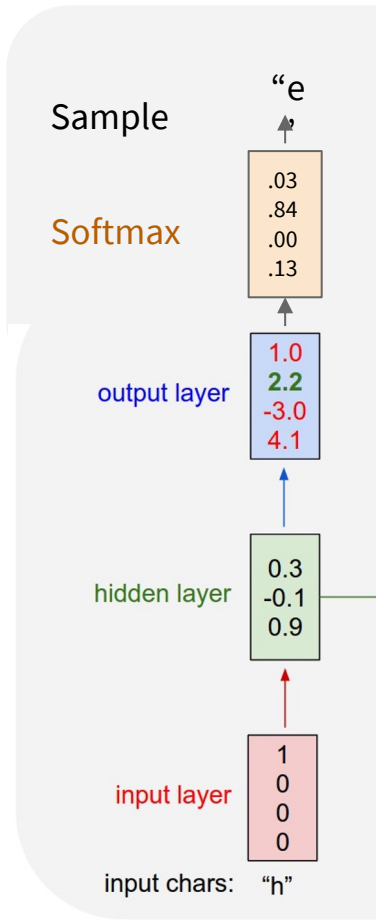 “e
”
Sample
.03
.84
.00
.13
Softmax
1.0
2.2
-3.0
4.1
output layer
0.3
-0.1
0.9
hidden layer
1
0
0
0
input layer
input chars: “h”